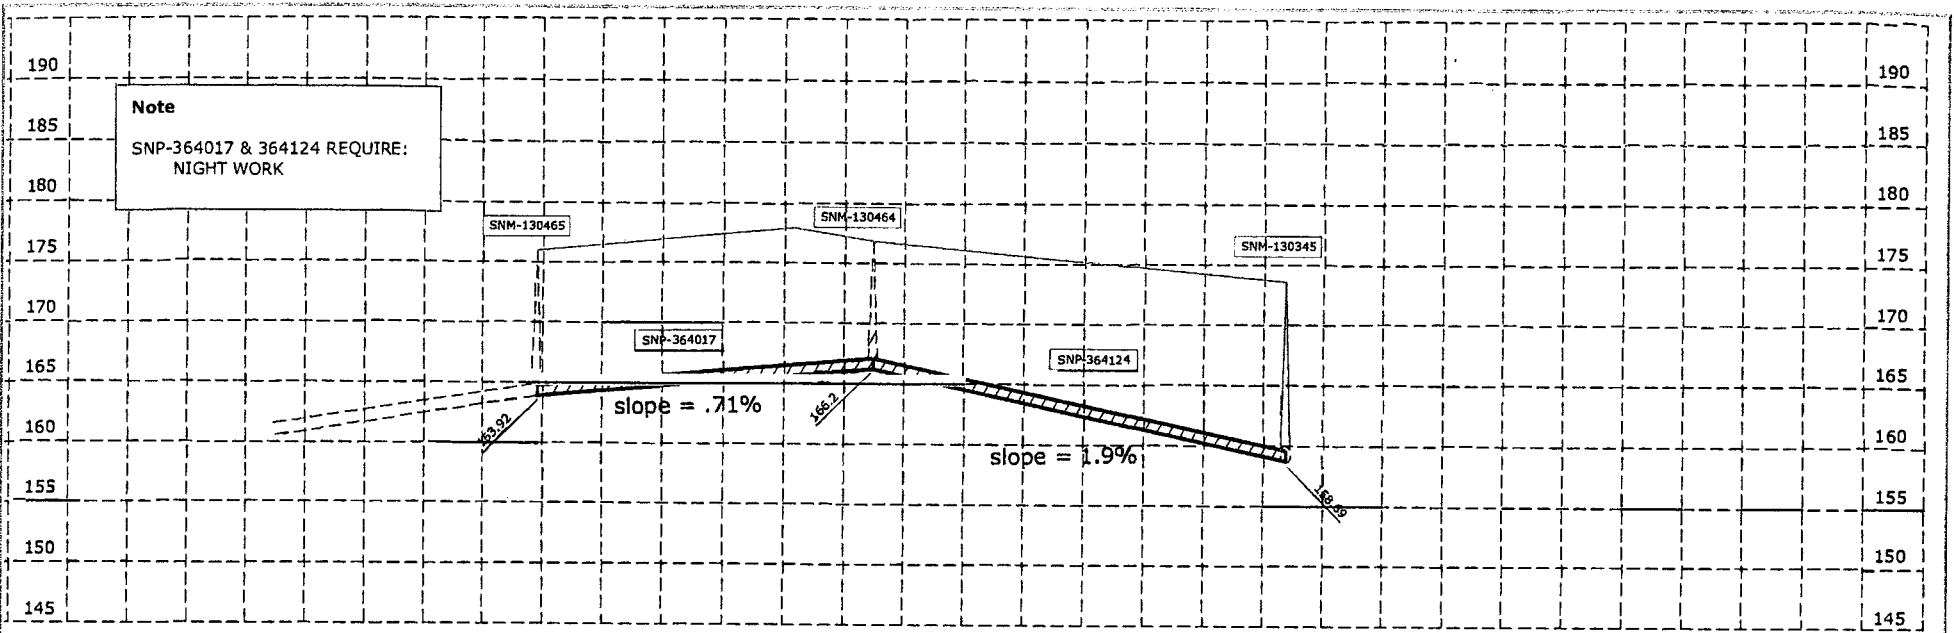 190 190
Note
185 185
SNP-364017 & 364124 REQUIRE:
NIGHT WORK
180 180
SNM-130465
SNM-130464
SNM-130345
175 175
170 170
SNP-364017
SNP-364124
165 165
slope = .71%
166.2
163.92
160 160
slope = 1.9%
155 155
150 150
145 145